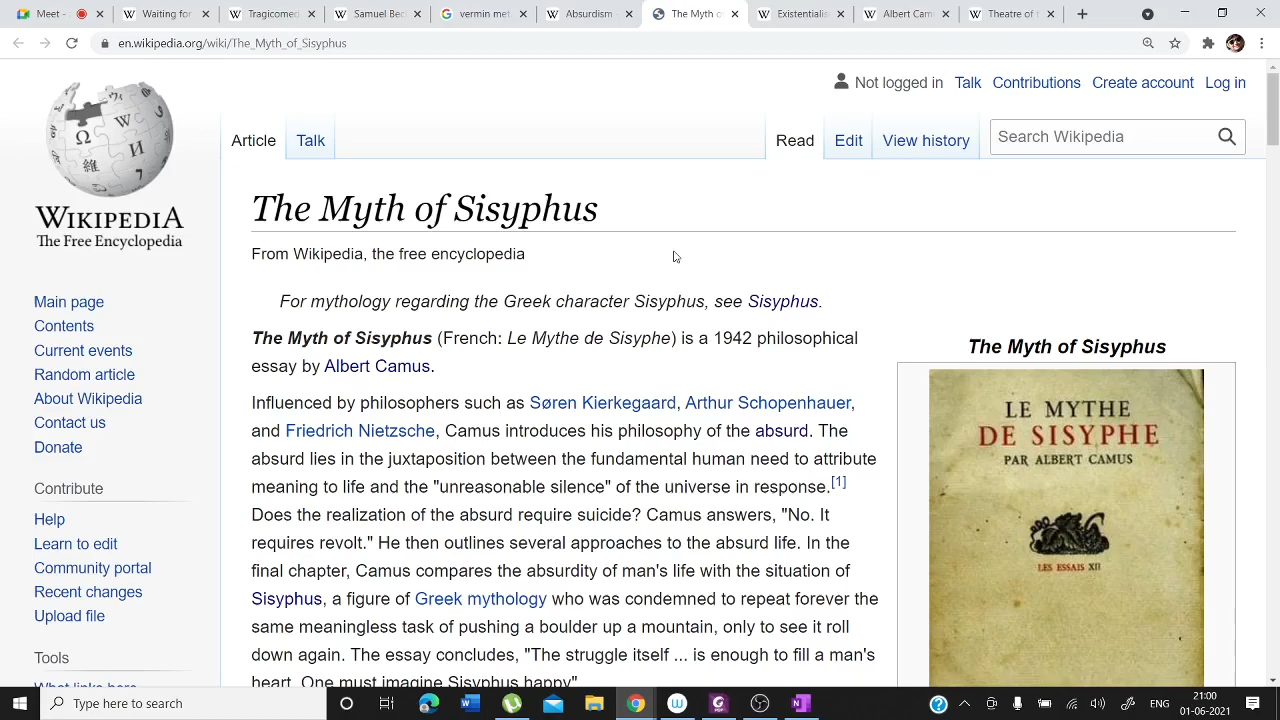 Meet
Waiting for
Tragicomed
Samuel Bec
vermin met
Absurdism
The Myth of
Existentialis
Albert Cam
Theatre of t
en.wikipedia.org/wiki/The_Myth_of_Sisyphus
Not logged in Talk Contributions Create account Log in
Article Talk Read Edit View history Search Wikipedia
WIKIPEDIA
The Free Encyclopedia
Main page
Contents
Current events
Random article
About Wikipedia
Contact us
Donate
Contribute
Help
Learn to edit
Community portal
Recent changes
Upload file
Tools
What links here
The Myth of Sisyphus
From Wikipedia, the free encyclopedia
For mythology regarding the Greek character Sisyphus, see Sisyphus.
The Myth of Sisyphus (French: Le Mythe de Sisyphe) is a 1942 philosophical
essay by Albert Camus.
Influenced by philosophers such as Søren Kierkegaard, Arthur Schopenhauer,
and Friedrich Nietzsche, Camus introduces his philosophy of the absurd. The
absurd lies in the juxtaposition between the fundamental human need to attribute
meaning to life and the "unreasonable silence" of the universe in response.[1]
Does the realization of the absurd require suicide? Camus answers, "No. It
requires revolt." He then outlines several approaches to the absurd life. In the
final chapter, Camus compares the absurdity of man's life with the situation of
Sisyphus, a figure of Greek mythology who was condemned to repeat forever the
same meaningless task of pushing a boulder up a mountain, only to see it roll
down again. The essay concludes, "The struggle itself ... is enough to fill a man's
heart. One must imagine Sisyphus happy"
The Myth of Sisyphus
LE MYTHE
DE SISYPHE
PAR ALBERT CAMUS
LES ESSAIS XII
Type here to search
ENG
21:00
01-06-2021